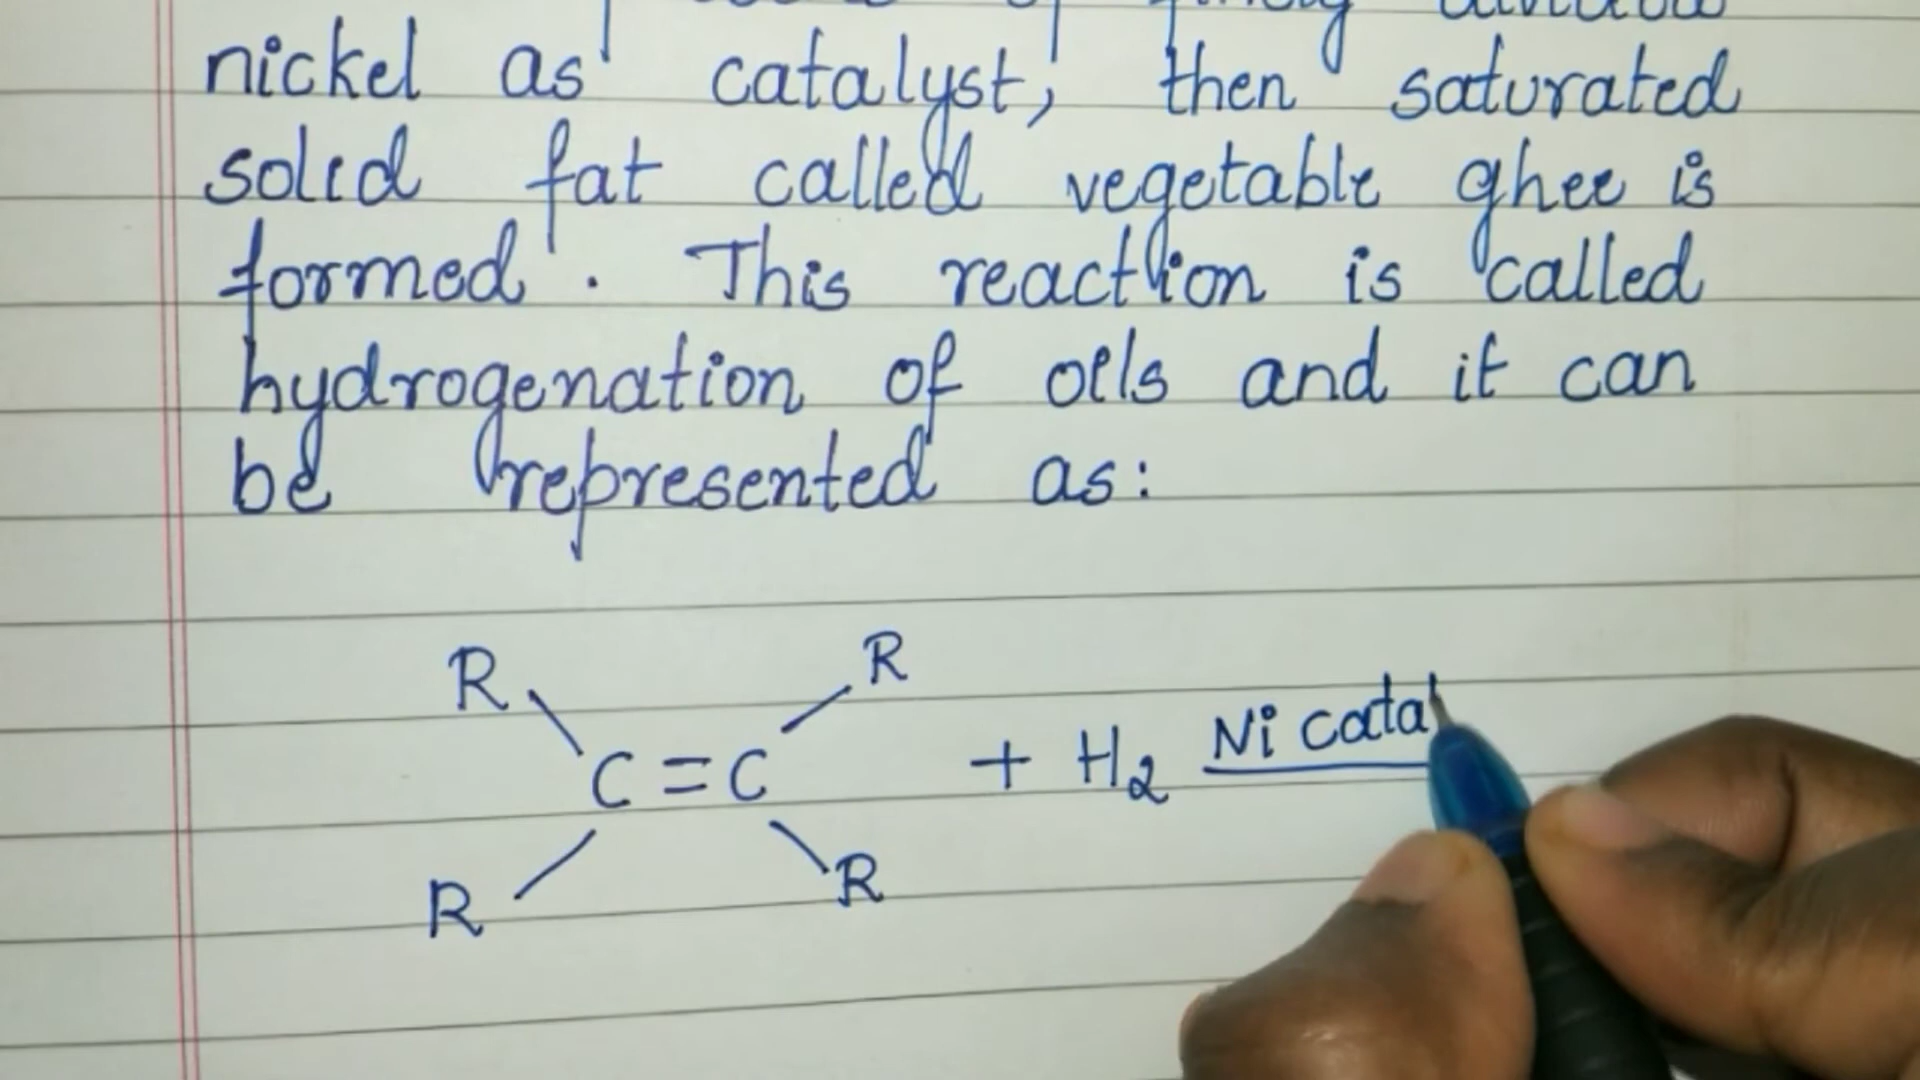 nickel as catalyst, then saturated
solid fat called vegetable ghee is
formed. This reaction is called
hydrogenation of oils and it can
be represented as:
R R
C = C + H₂ Ni cata
R R